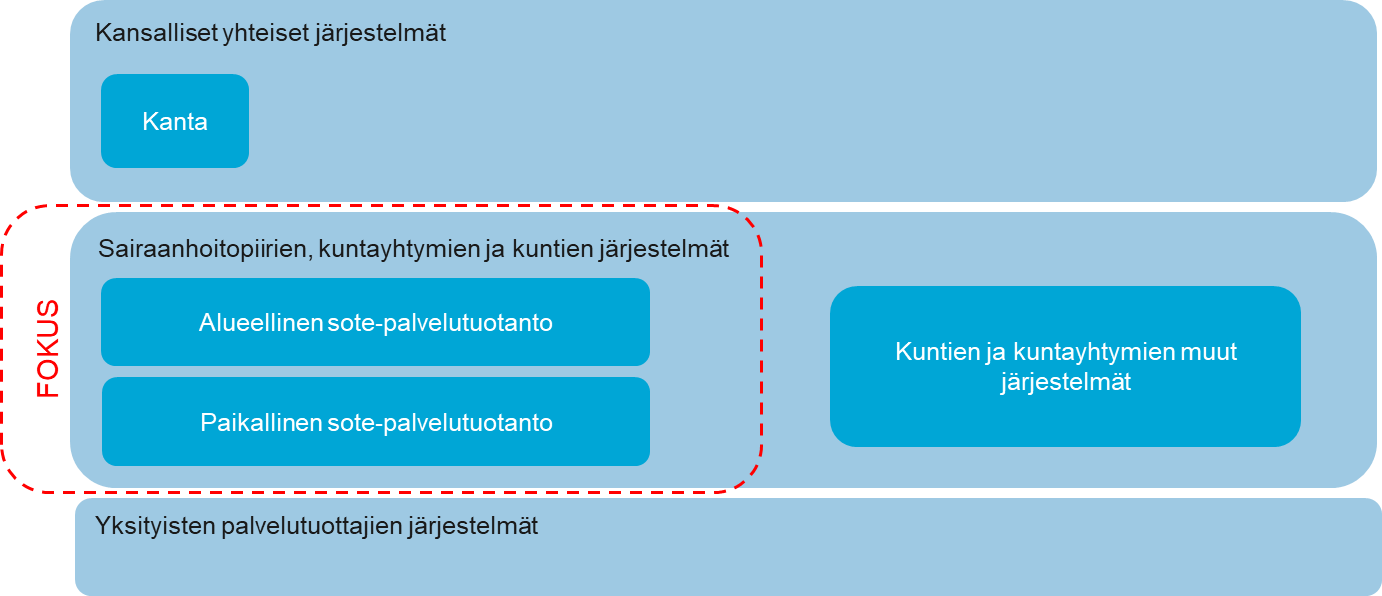 Kansalliset yhteiset järjestelmät
Kanta
Sairaanhoitopiirien, kuntayhtymien ja kuntien järjestelmät
FOKUS
Alueellinen sote-palvelutuotanto
Paikallinen sote-palvelutuotanto
Kuntien ja kuntayhtymien muut
järjestelmät
Yksityisten palvelutuottajien järjestelmät